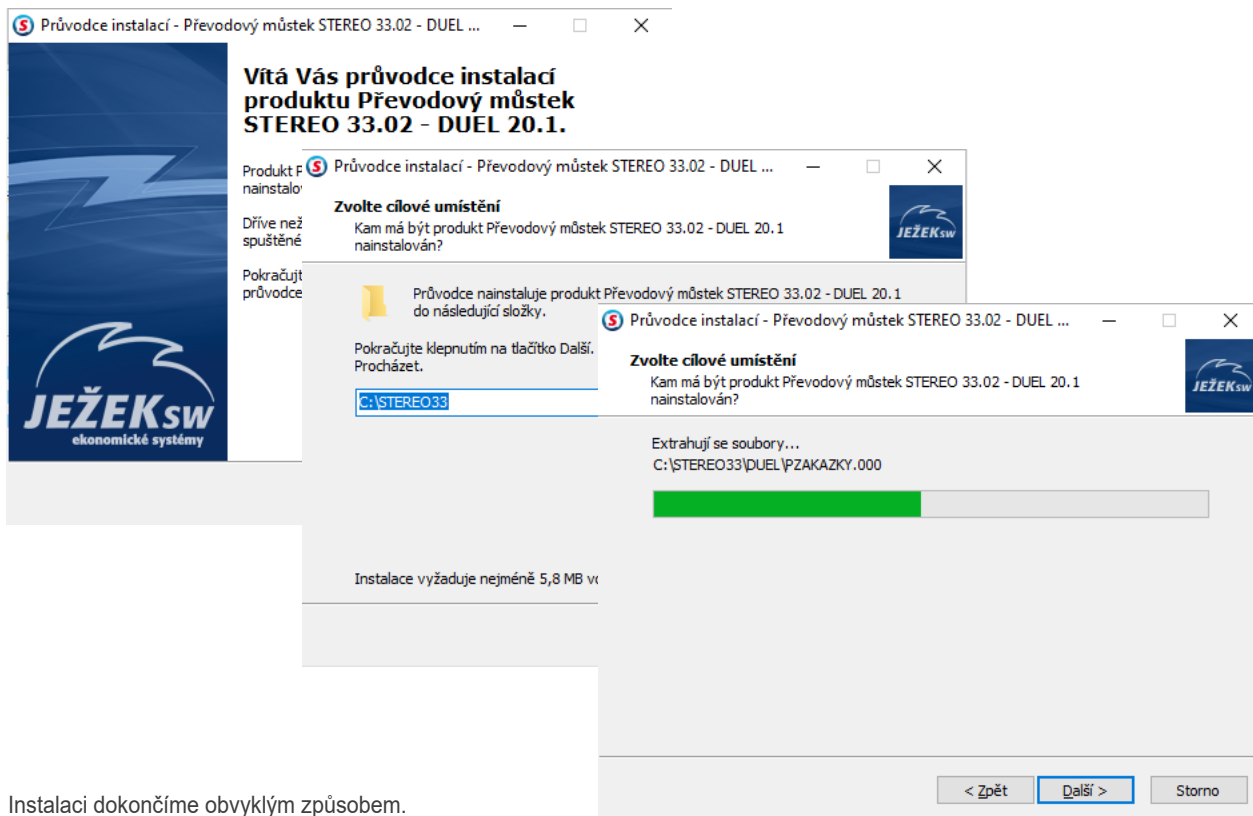 Průvodce instalací - Převodový můstek STEREO 33.02 - DUEL ...
Vítá Vás průvodce instalací
produktu Převodový můstek
STEREO 33.02 - DUEL 20.1.
Produkt
nainstalo
Dříve než
spuštěné
Pokračujt
průvodce
JEŽEKSW
ekonomické systémy
Průvodce instalací - Převodový můstek STEREO 33.02 - DUEL ...
Zvolte cílové umístění
Kam má být produkt Převodový můstek STEREO 33.02 - DUEL 20.1
nainstalován?
JEŽEKSW
Průvodce nainstaluje produkt Převodový můstek STEREO 33.02 - DUEL 20.1
do následující složky.
Pokračujte klepnutím na tlačítko Další.
Procházet.
C:\STEREO33
Instalace vyžaduje nejméně 5,8 MB
Průvodce instalací - Převodový můstek STEREO 33.02 - DUEL ...
Zvolte cílové umístění
Kam má být produkt Převodový můstek STEREO 33.02 - DUEL 20.1
nainstalován?
JEŽEKSW
Extrahují se soubory...
C:\STEREO33\DUEL\PZAKAZKY.000
< Zpět Další > Storno
Instalaci dokončíme obvyklým způsobem.